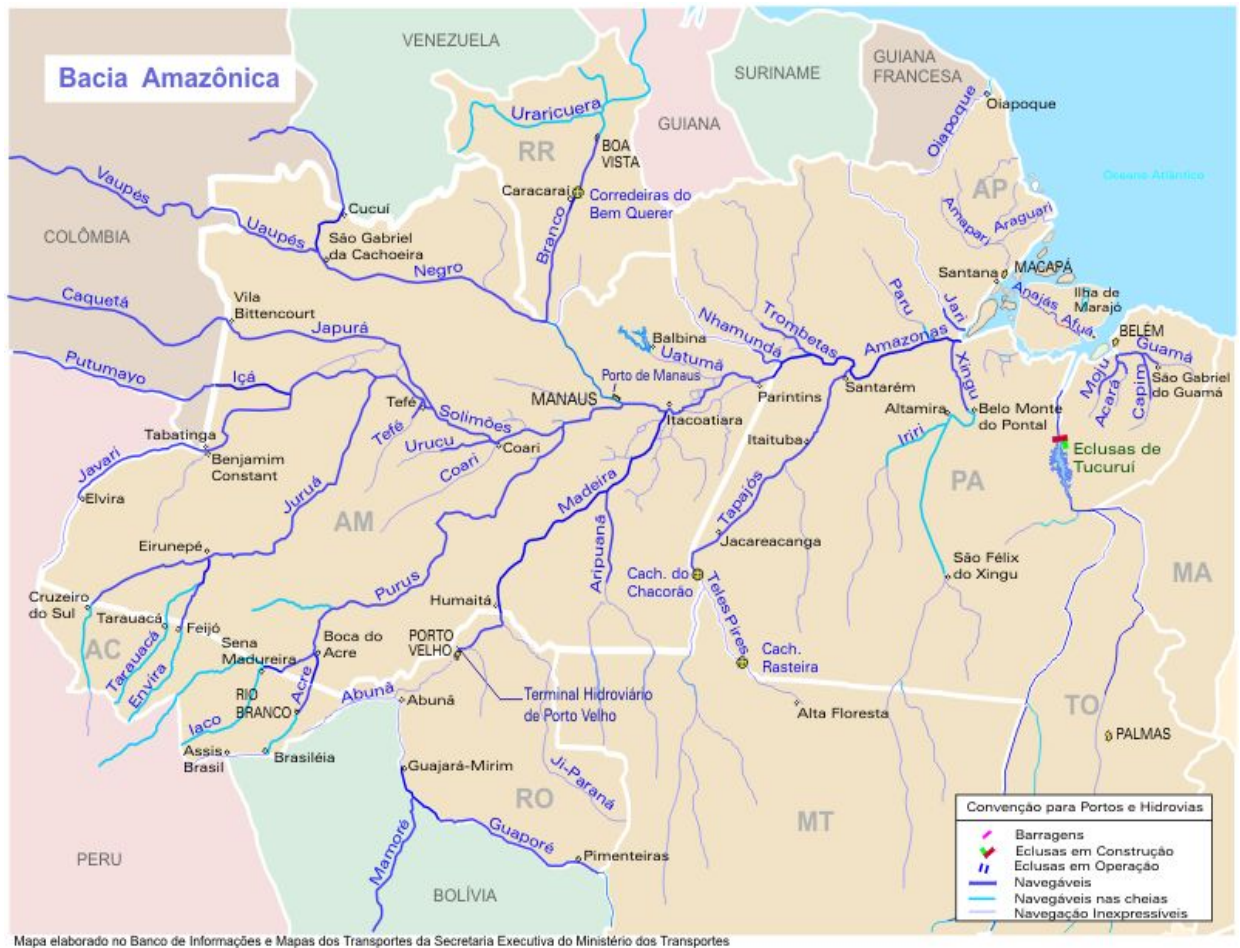 Bacia Amazônica
VENEZUELA
SURINAME
GUIANA
FRANCESA
GUIANA
COLÔMBIA
PERU
BOLÍVIA
Oceano Atlântico
RR
AP
AM
PA
MA
AC
RO
MT
TO
Uraricuera
BOA
VISTA
Caracaraí
Corredeiras do
Bem Querer
Branco
Oiapoque
Oiapoque
Vaupés
Uaupés
Cucuí
São Gabriel
da Cachoeira
Negro
Amapari
Araguari
Santana
MACAPÁ
Anajás
Afuá
Ilha de
Marajó
BELÉM
Guamá
São Gabriel
do Guamá
Moju
Acará
Capim
Caquetá
Vila
Bittencourt
Japurá
Putumayo
Içá
Balbina
Uatumã
Nhamundá
Trombetas
Paru
Jari
Amazonas
Xingu
Porto de Manaus
MANAUS
Itacoatiara
Parintins
Santarém
Altamira
Belo Monte
do Pontal
Iriri
Itaituba
Eclusas de
Tucuruí
Tefé
Tefé
Solimões
Urucu
Coari
Coari
Tabatinga
Benjamim
Constant
Javari
Elvira
Juruá
Eirunepé
Madeira
Aripuanã
Tapajós
Jacareacanga
Cach. do
Chacorão
Teles Pires
Cach.
Rasteira
Alta Floresta
São Félix
do Xingu
Purus
Humaitá
Cruzeiro
do Sul
Tarauacá
Feijó
Tarauacá
Envira
Sena
Madureira
Boca do
Acre
RIO
BRANCO
Acre
Iaco
Assis
Brasil
Brasiléia
PORTO
VELHO
Abunã
Abunã
Terminal Hidroviário
de Porto Velho
Guajará-Mirim
Ji-Paraná
Guaporé
Mamoré
Pimenteiras
PALMAS
Convenção para Portos e Hidrovias
Barragens
Eclusas em Construção
Eclusas em Operação
Navegáveis
Navegáveis nas cheias
Navegação Inexpressíveis
Mapa elaborado no Banco de Informações e Mapas dos Transportes da Secretaria Executiva do Ministério dos Transportes